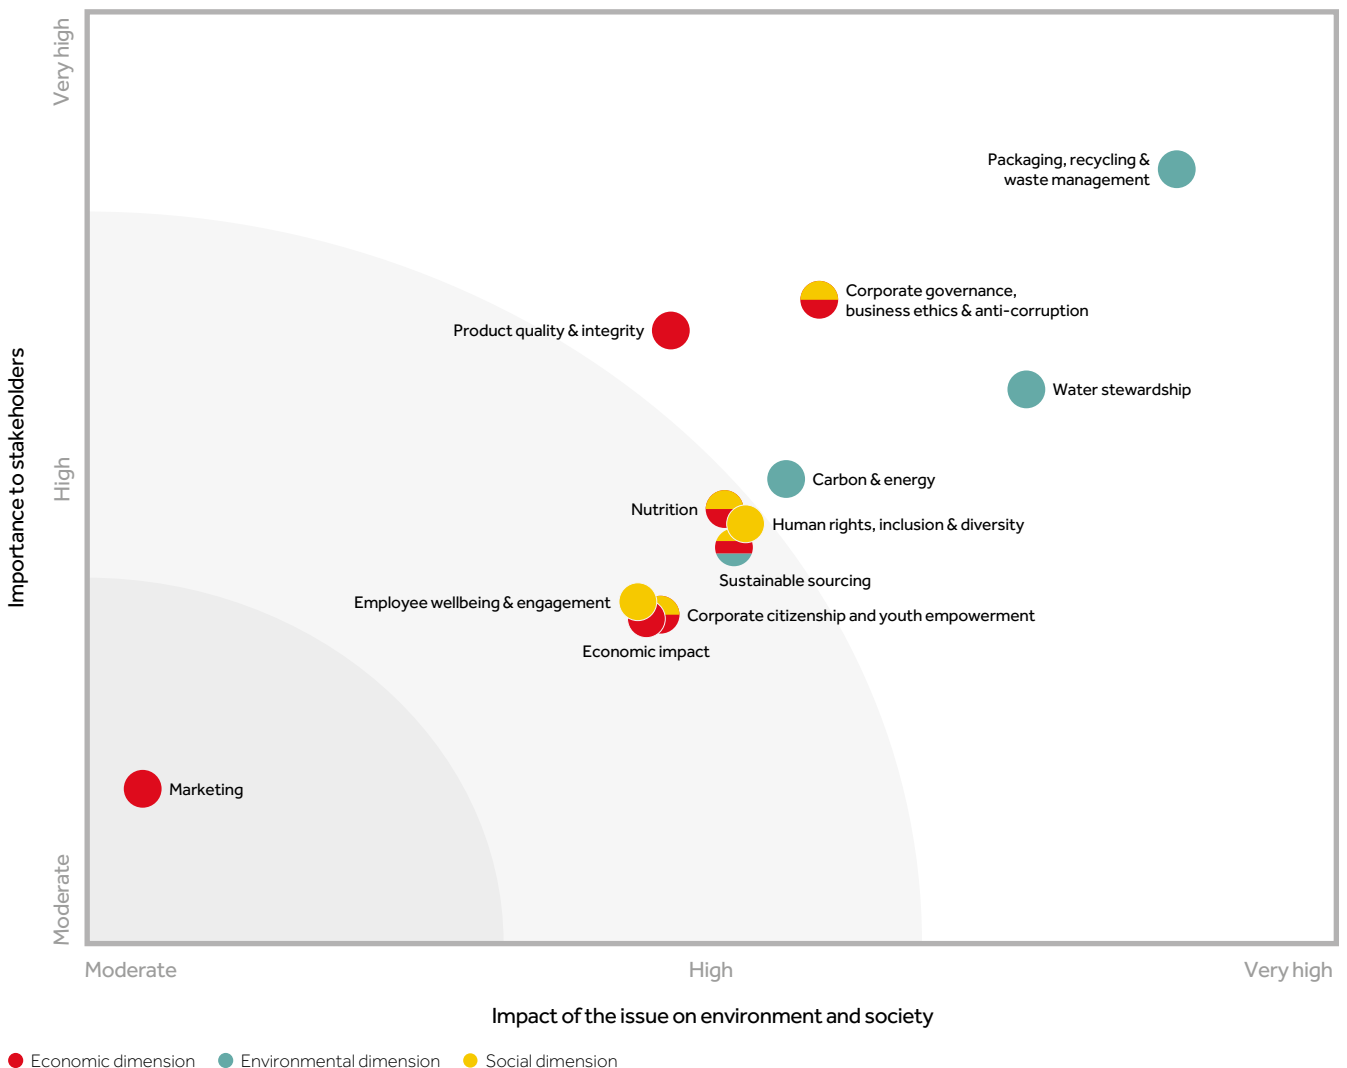 Very high
Packaging, recycling &
waste management
Corporate governance,
business ethics & anti-corruption
Product quality & integrity
Water stewardship
Importance to stakeholders
High
Carbon & energy
Nutrition
Human rights, inclusion & diversity
Sustainable sourcing
Employee wellbeing & engagement
Corporate citizenship and youth empowerment
Economic impact
Marketing
Moderate
Moderate
High
Very high
Impact of the issue on environment and society
Economic dimension
Environmental dimension
Social dimension